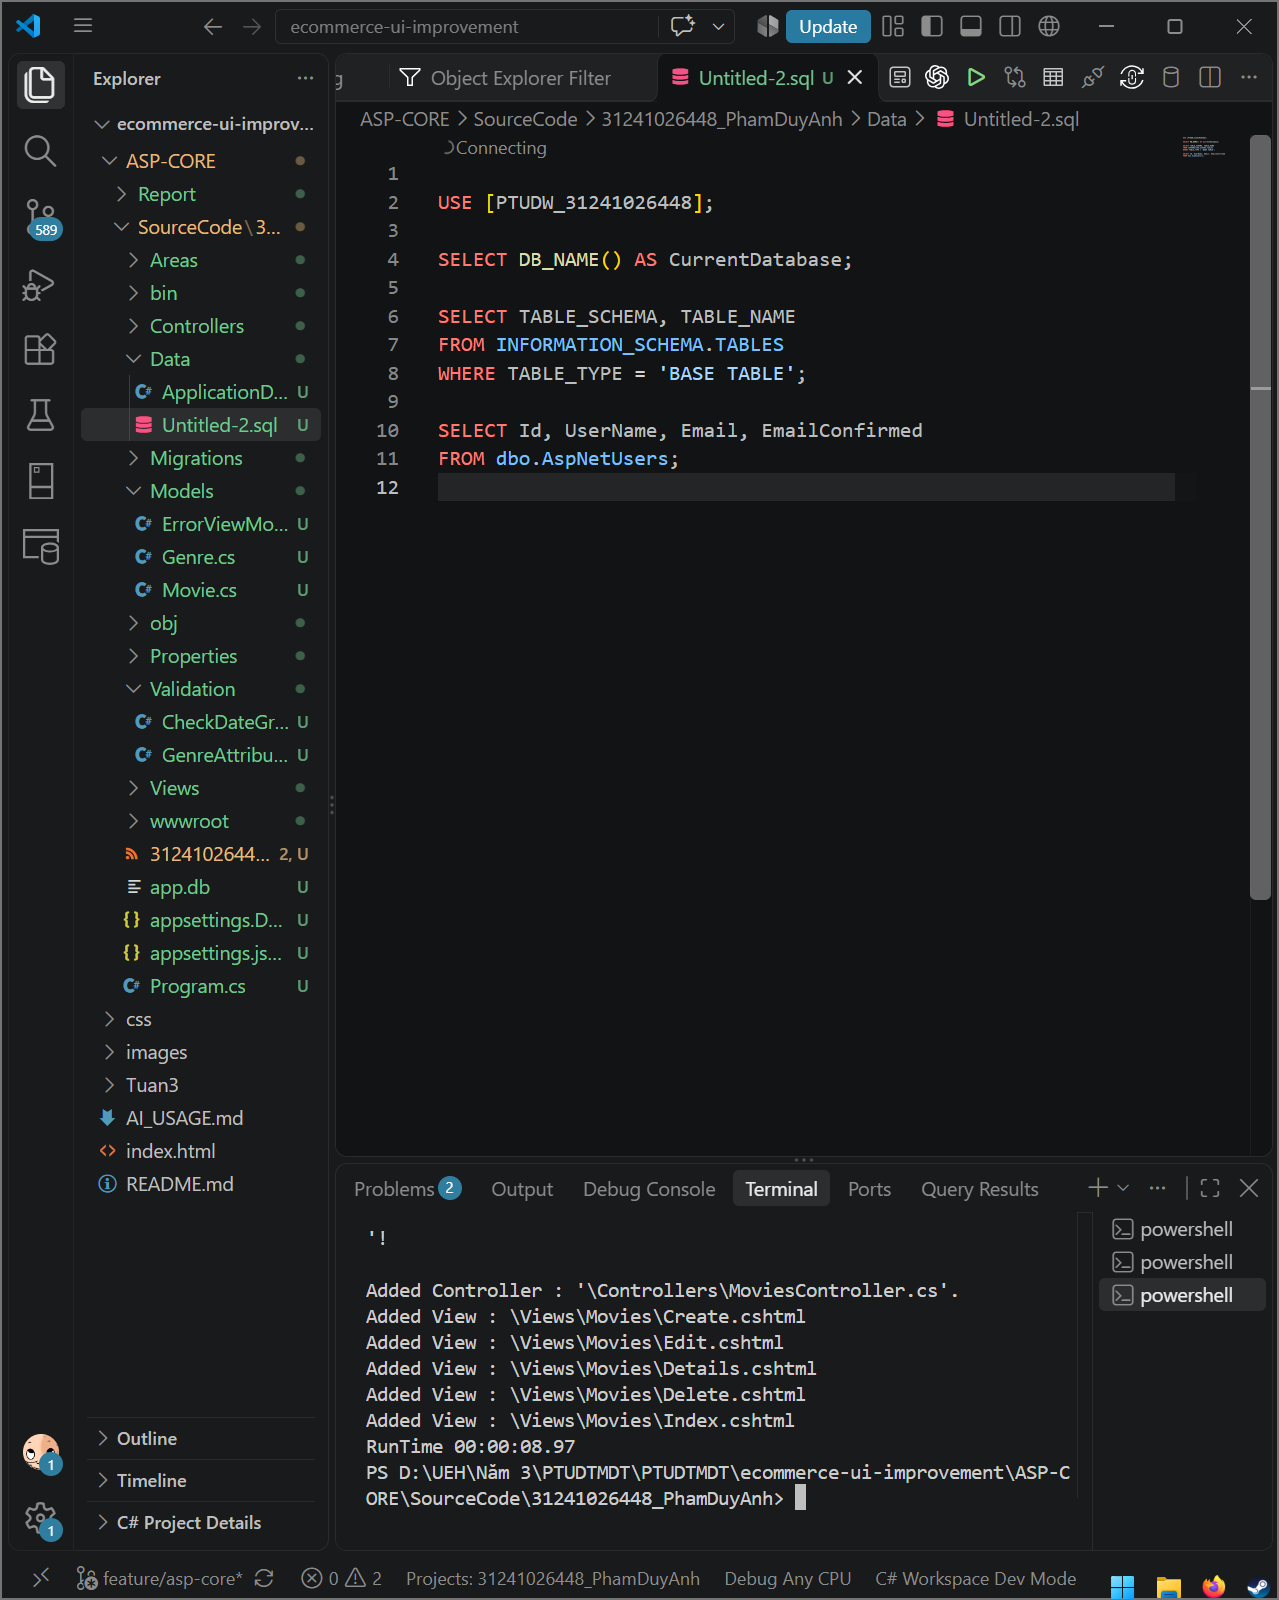 ecommerce-ui-improvement
Update
Explorer
g
Object Explorer Filter
Untitled-2.sql U
ASP-CORE > SourceCode > 31241026448_PhamDuyAnh > Data > Untitled-2.sql
Connecting
ecommerce-ui-improv...
ASP-CORE
Report
SourceCode\3...
589
Areas
bin
Controllers
Data
ApplicationD... U
Untitled-2.sql U
Migrations
Models
ErrorViewMo... U
Genre.cs U
Movie.cs U
obj
Properties
Validation
CheckDateGr... U
GenreAttribu... U
Views
wwwroot
3124102644... 2, U
app.db U
appsettings.D... U
appsettings.js... U
Program.cs U
css
images
Tuan3
AI_USAGE.md
index.html
README.md
Outline
Timeline
C# Project Details
1
1
1
2 USE [PTUDW_31241026448];
3
4 SELECT DB_NAME() AS CurrentDatabase;
5
6 SELECT TABLE_SCHEMA, TABLE_NAME
7 FROM INFORMATION_SCHEMA.TABLES
8 WHERE TABLE_TYPE = 'BASE TABLE';
9
10 SELECT Id, UserName, Email, EmailConfirmed
11 FROM dbo.AspNetUsers;
12
Problems 2 Output Debug Console Terminal Ports Query Results
'!
Added Controller : '\Controllers\MoviesController.cs'.
Added View : \Views\Movies\Create.cshtml
Added View : \Views\Movies\Edit.cshtml
Added View : \Views\Movies\Details.cshtml
Added View : \Views\Movies\Delete.cshtml
Added View : \Views\Movies\Index.cshtml
RunTime 00:00:08.97
PS D:\UEH\Năm 3\PTUDTMDT\PTUDTMDT\ecommerce-ui-improvement\ASP-C
ORE\SourceCode\31241026448_PhamDuyAnh>
powershell
powershell
powershell
feature/asp-core* 0 2 Projects: 31241026448_PhamDuyAnh Debug Any CPU C# Workspace Dev Mode